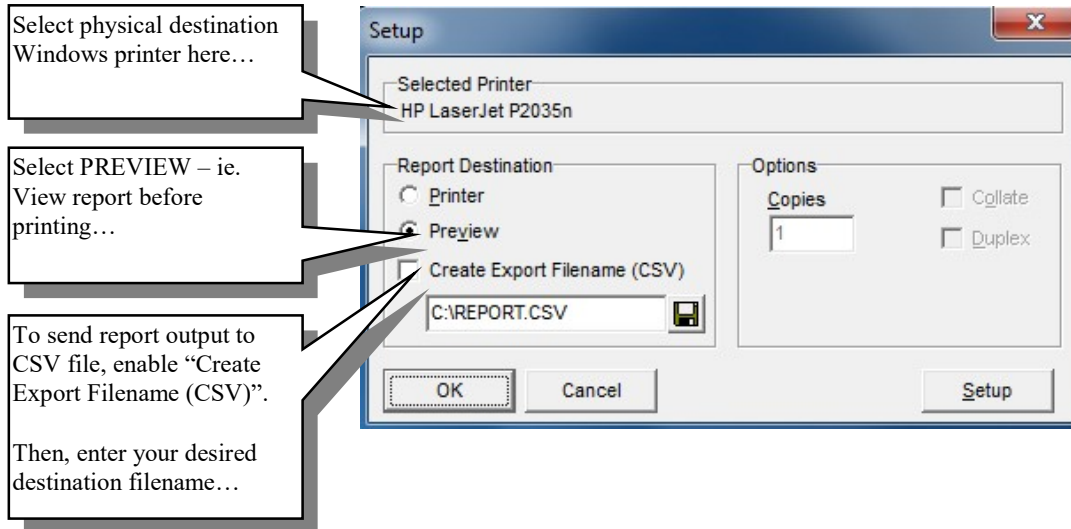 Select physical destination
Windows printer here…
Select PREVIEW – ie.
View report before
printing…
To send report output to
CSV file, enable “Create
Export Filename (CSV)”.
Then, enter your desired
destination filename…
Setup
Selected Printer
HP LaserJet P2035n
Report Destination
Printer
Preview
Create Export Filename (CSV)
C:\REPORT.CSV
Options
Copies
1
Collate
Duplex
OK
Cancel
Setup